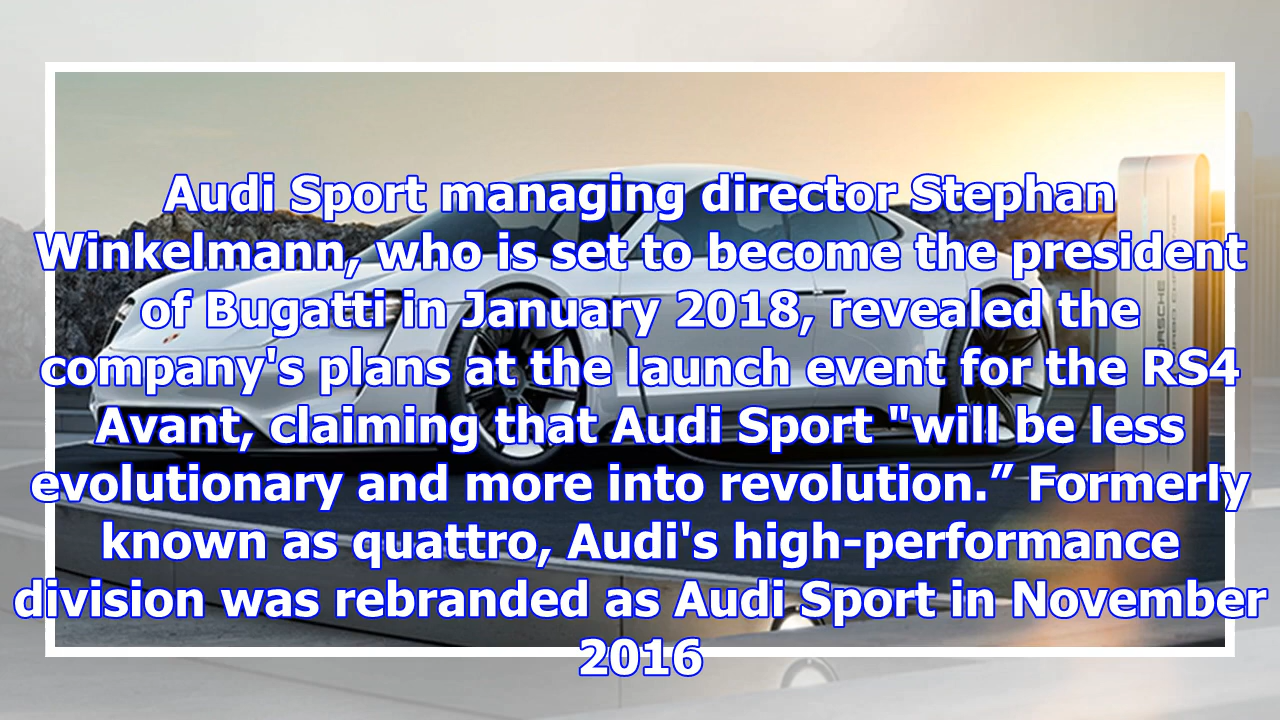 Audi Sport managing director Stephan
Winkelmann, who is set to become the president
of Bugatti in January 2018, revealed the
company's plans at the launch event for the RS4
Avant, claiming that Audi Sport "will be less
evolutionary and more into revolution.” Formerly
known as quattro, Audi's high-performance
division was rebranded as Audi Sport in November
2016